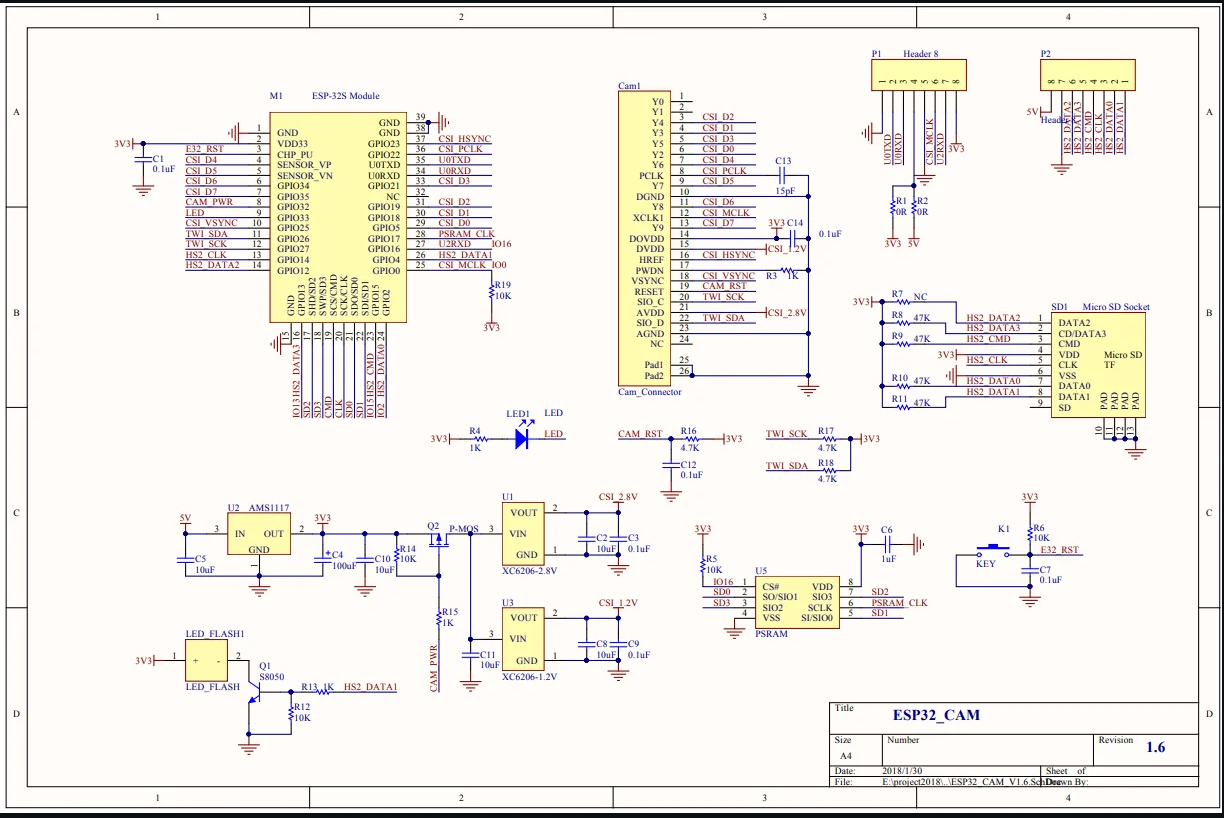 1 2 3 4
A
B
C
D
A
B
C
D
1 2 3 4
M1 ESP-32S Module
3V3
C1
0.1uF
E32_RST
CSI_D4
CSI_D5
CSI_D6
CSI_D7
CAM_PWR
LED
CSI_VSYNC
TWI_SDA
TWI_SCK
HS2_CLK
HS2_DATA2
1 GND
2 VDD33
3 CHP_PU
4 SENSOR_VP
5 SENSOR_VN
6 GPIO34
7 GPIO35
8 GPIO32
9 GPIO33
10 GPIO25
11 GPIO26
12 GPIO27
13 GPIO14
14 GPIO12
GND 39
GND 38
GPIO23 37 CSI_HSYNC
GPIO22 36 CSI_PCLK
U0TXD 35 U0TXD
U0RXD 34 U0RXD
GPIO21 33 CSI_D3
NC 32
GPIO19 31 CSI_D2
GPIO18 30 CSI_D1
GPIO5 29 CSI_D0
GPIO17 28 PSRAM_CLK
GPIO16 27 U2RXD IO16
GPIO4 26 HS2_DATA1
GPIO0 25 CSI_MCLK IO0
R19
10K
3V3
GND 15
GPIO13 16 IO13 HS2_DATA3
SHD/SD2 17 SD2
SWP/SD3 18 SD3
SCS/CMD 19 CMD
SCK/CLK 20 CLK
SDO/SD0 21 SD0
SDI/SD1 22 SD1
GPIO15 23 IO15 HS2_CMD
GPIO2 24 IO2 HS2_DATA0
Cam1
Y0 1
Y1 2
Y4 3 CSI_D2
Y3 4 CSI_D1
Y5 5 CSI_D3
Y2 6 CSI_D0
Y6 7 CSI_D4
PCLK 8 CSI_PCLK
Y7 9 CSI_D5
DGND 10
Y8 11 CSI_D6
XCLK1 12 CSI_MCLK
Y9 13 CSI_D7
DOVDD 14
DVDD 15 CSI_1.2V
HREF 16 CSI_HSYNC
PWDN 17
VSYNC 18 CSI_VSYNC
RESET 19 CAM_RST
SIO_C 20 TWI_SCK
AVDD 21 CSI_2.8V
SIO_D 22 TWI_SDA
AGND 23
NC 24
Pad1 25
Pad2 26
Cam_Connector
C13
15pF
3V3 C14
0.1uF
R3 1K
P1 Header 8
1 2 3 4 5 6 7 8
U0TXD
U0RXD
CSI_MCLK
U2RXD
3V3
R1
0R
R2
0R
3V3 5V
P2
8 7 6 5 4 3 2 1
5V
HS2_DATA2
HS2_DATA3
HS2_CMD
HS2_CLK
HS2_DATA0
HS2_DATA1
3V3
R7 NC
R8 47K
R9 47K
R10 47K
R11 47K
SD1 Micro SD Socket
HS2_DATA2 1 DATA2
HS2_DATA3 2 CD/DATA3
HS2_CMD 3 CMD
3V3 4 VDD
HS2_CLK 5 CLK
6 VSS
HS2_DATA0 7 DATA0
HS2_DATA1 8 DATA1
9 SD
Micro SD
TF
PAD PAD PAD PAD
10 11 12 13
3V3
R4
1K
LED1 LED
LED
CAM_RST
R16
4.7K
3V3
C12
0.1uF
TWI_SCK
R17
4.7K
3V3
TWI_SDA
R18
4.7K
5V
C5
10uF
U2 AMS1117
3 IN OUT 2
GND
1
3V3
C4
100uF
C10
10uF
R14
10K
Q2 P-MOS
R15
1K
CAM_PWR
U1
VOUT 2
3 VIN
GND 1
XC6206-2.8V
CSI_2.8V
C2
10uF
C3
0.1uF
U3
VOUT 2
3 VIN
GND 1
XC6206-1.2V
CSI_1.2V
C8
10uF
C9
0.1uF
C11
10uF
3V3
R5
10K
U5
IO16 1 CS#
SD0 2 SO/SIO1
SD3 3 SIO2
4 VSS
VDD 8
SIO3 7 SD2
SCLK 6 PSRAM_CLK
SI/SIO0 5 SD1
PSRAM
3V3
C6
1uF
3V3
R6
10K
K1
KEY
E32_RST
C7
0.1uF
LED_FLASH1
3V3 1 + - 2
LED_FLASH
Q1
S8050
R13 1K HS2_DATA1
R12
10K
Title
ESP32_CAM
Size
A4
Number
Revision
1.6
Date: 2018/1/30 Sheet of
File: E:\project2018\..\ESP32_CAM_V1.6.SchDoc Drawn By: